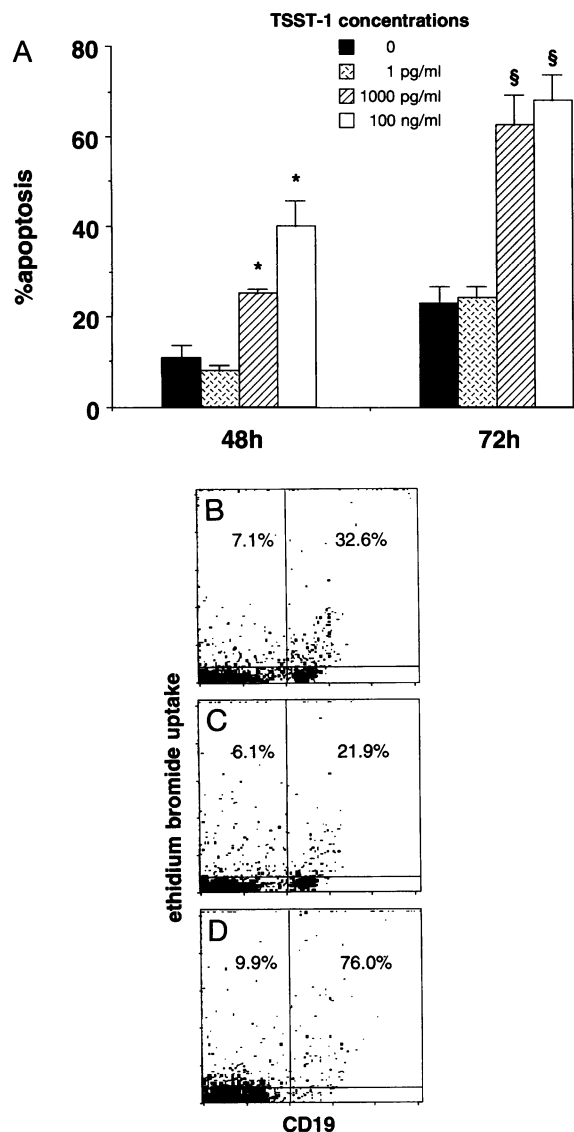 A
TSST-1 concentrations
0
1 pg/ml
1000 pg/ml
100 ng/ml
80
60
40
20
0
%apoptosis
*
*
§
§
48h
72h
B
7.1%
32.6%
C
6.1%
21.9%
D
9.9%
76.0%
ethidium bromide uptake
CD19